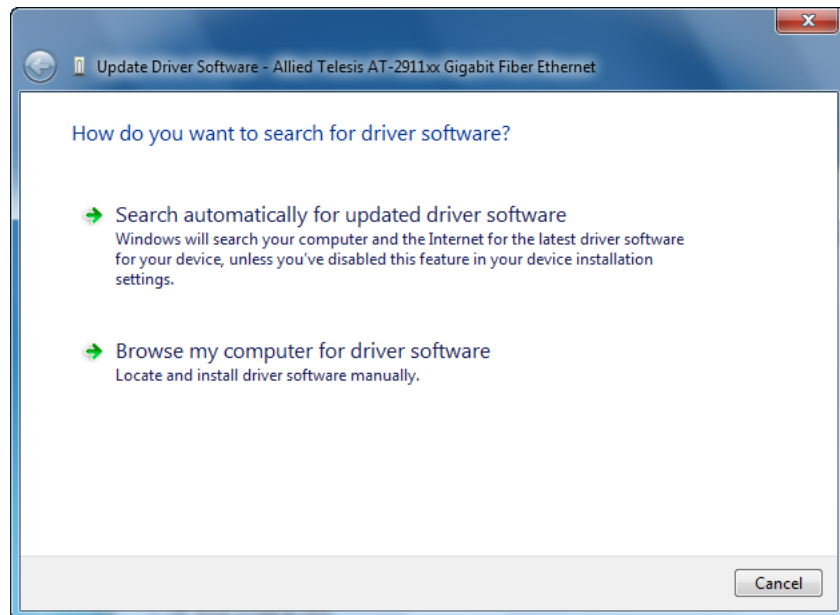 Update Driver Software - Allied Telesis AT-2911xx Gigabit Fiber Ethernet
How do you want to search for driver software?
Search automatically for updated driver software
Windows will search your computer and the Internet for the latest driver software
for your device, unless you've disabled this feature in your device installation
settings.
Browse my computer for driver software
Locate and install driver software manually.
Cancel